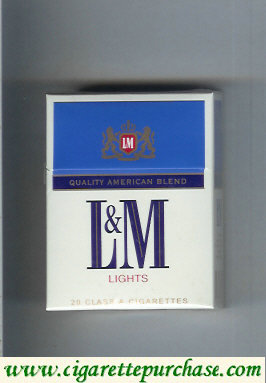 LM
QUALITY AMERICAN BLEND
L&M
LIGHTS
20 CLASS A CIGARETTES
www.cigarettepurchase.com